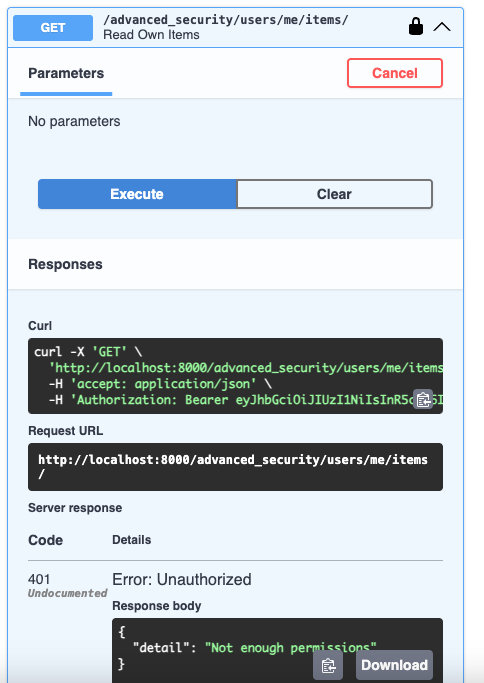 GET /advanced_security/users/me/items/
Read Own Items
Parameters Cancel
No parameters
Execute Clear
Responses
Curl
curl -X 'GET' \
'http://localhost:8000/advanced_security/users/me/items
-H 'accept: application/json' \
-H 'Authorization: Bearer eyJhbGciOiJIUzI1NiIsInR5c
Request URL
http://localhost:8000/advanced_security/users/me/items
/
Server response
Code Details
401 Error: Unauthorized
Undocumented
Response body
{
"detail": "Not enough permissions"
}
Download